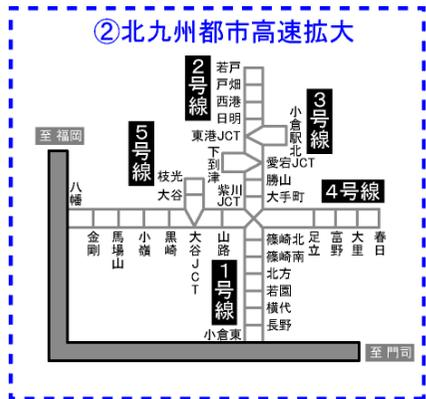 ②北九州都市高速拡大
若戸
戸畑
西港
日明
東港JCT
2号線
小倉駅北
3号線
至 福岡
5号線
下到津
愛宕JCT
枝光
大谷
紫川
JCT
勝山
大手町
4号線
八幡
金剛
馬場山
小嶺
黒崎
大谷JCT
山路
篠崎北
篠崎南
足立
富野
大里
春日
1号線
北方
若園
横代
長野
小倉東
至 門司